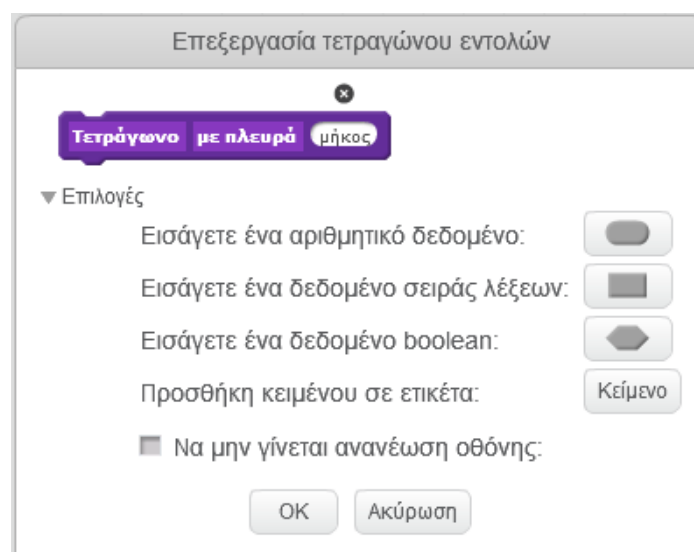 Επεξεργασία τετραγώνου εντολών
Τετράγωνο με πλευρά μήκος
Επιλογές
Εισάγετε ένα αριθμητικό δεδομένο:
Εισάγετε ένα δεδομένο σειράς λέξεων:
Εισάγετε ένα δεδομένο boolean:
Προσθήκη κειμένου σε ετικέτα: Κείμενο
Να μην γίνεται ανανέωση οθόνης:
OK Ακύρωση